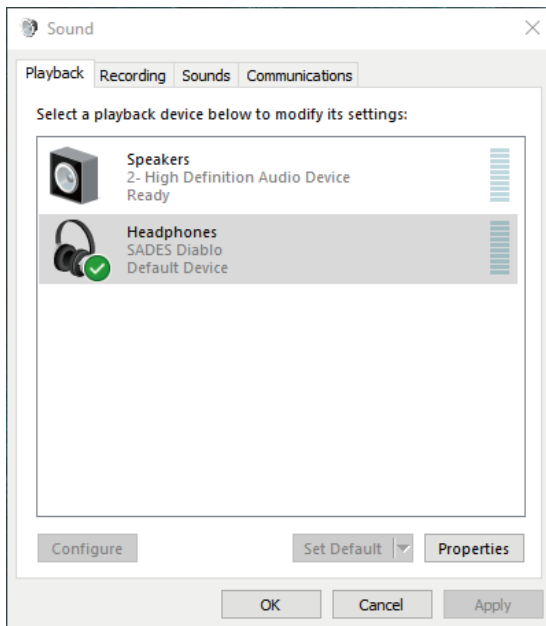 Sound
Playback Recording Sounds Communications
Select a playback device below to modify its settings:
Speakers
2- High Definition Audio Device
Ready
Headphones
SADES Diablo
Default Device
Configure Set Default Properties
OK Cancel Apply